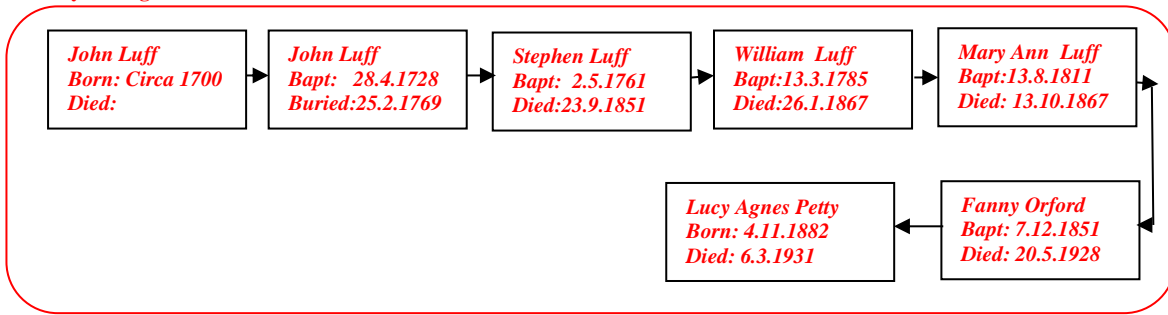 John Luff
Born: Circa 1700
Died:
John Luff
Bapt: 28.4.1728
Buried:25.2.1769
Stephen Luff
Bapt: 2.5.1761
Died:23.9.1851
William Luff
Bapt:13.3.1785
Died:26.1.1867
Mary Ann Luff
Bapt:13.8.1811
Died: 13.10.1867
Fanny Orford
Bapt: 7.12.1851
Died: 20.5.1928
Lucy Agnes Petty
Born: 4.11.1882
Died: 6.3.1931